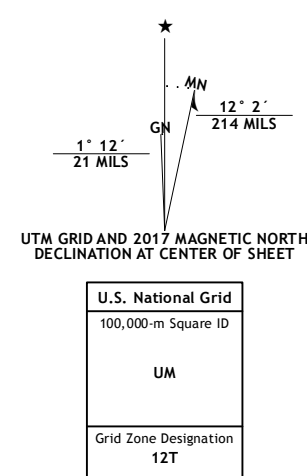 ★
MN
GN
12° 2´
214 MILS
1° 12´
21 MILS
UTM GRID AND 2017 MAGNETIC NORTH
DECLINATION AT CENTER OF SHEET
U.S. National Grid
100,000-m Square ID
UM
Grid Zone Designation
12T